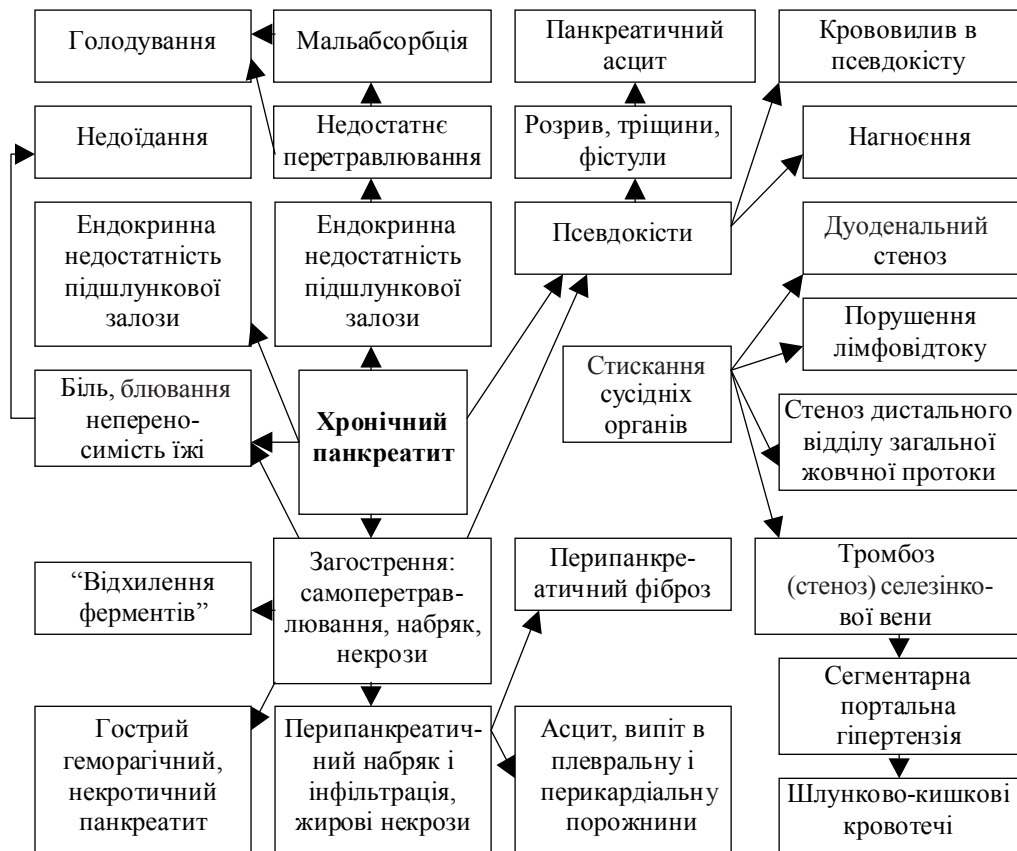 Голодування
Мальабсорбція
Панкреатичний
асцит
Крововилив в
псевдокісту
Недоїдання
Недостатнє
перетравлювання
Розрив, тріщини,
фістули
Нагноєння
Ендокринна
недостатність
підшлункової
залози
Ендокринна
недостатність
підшлункової
залози
Псевдокісти
Дуоденальний
стеноз
Порушення
лімфовідтоку
Біль, блювання
неперено-
симість їжі
Хронічний
панкреатит
Стискання
сусідніх
органів
Стеноз дистального
відділу загальної
жовчної протоки
“Відхилення
ферментів”
Загострення:
самоперетрав-
лювання, набряк,
некрози
Перипанкре-
атичний фіброз
Тромбоз
(стеноз) селезінко-
вої вени
Сегментарна
портальна
гіпертензія
Гострий
геморагічний,
некротичний
панкреатит
Перипанкреатич-
ний набряк і
інфільтрація,
жирові некрози
Асцит, випіт в
плевральну і
перикардіальну
порожнини
Шлунково-кишкові
кровотечі